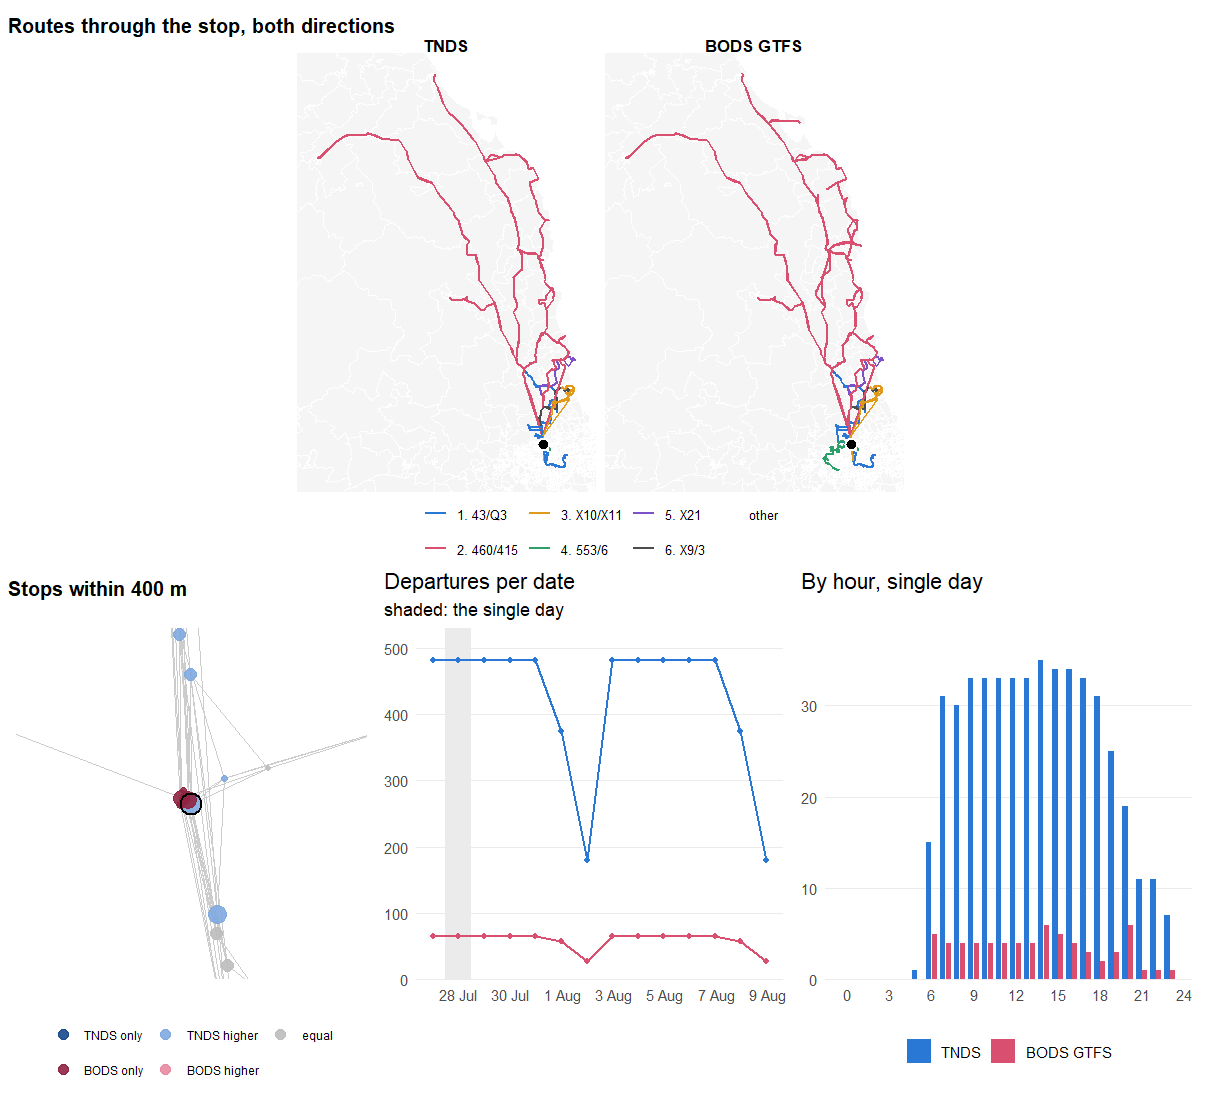 Routes through the stop, both directions
TNDS
BODS GTFS
1. 43/Q3
3. X10/X11
5. X21
other
2. 460/415
4. 553/6
6. X9/3
Stops within 400 m
TNDS only
TNDS higher
equal
BODS only
BODS higher
Departures per date
shaded: the single day
500
400
300
200
100
0
28 Jul
30 Jul
1 Aug
3 Aug
5 Aug
7 Aug
9 Aug
By hour, single day
30
20
10
0
0
3
6
9
12
15
18
21
24
TNDS
BODS GTFS